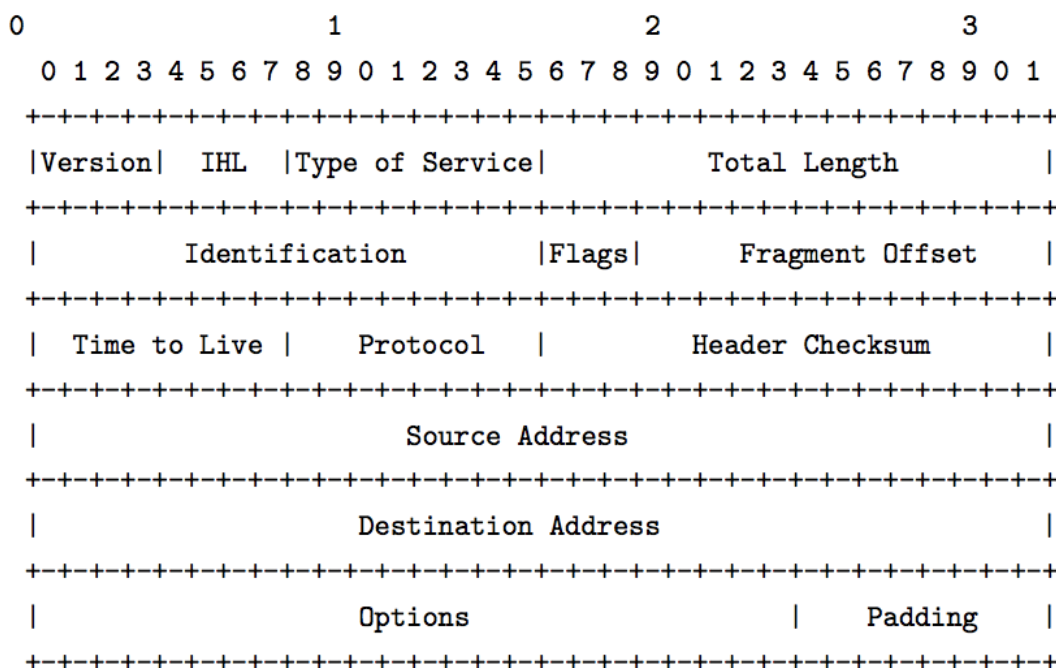 0                   1                   2                   3
 0 1 2 3 4 5 6 7 8 9 0 1 2 3 4 5 6 7 8 9 0 1 2 3 4 5 6 7 8 9 0 1
+-+-+-+-+-+-+-+-+-+-+-+-+-+-+-+-+-+-+-+-+-+-+-+-+-+-+-+-+-+-+-+-+
|Version|  IHL  |Type of Service|          Total Length         |
+-+-+-+-+-+-+-+-+-+-+-+-+-+-+-+-+-+-+-+-+-+-+-+-+-+-+-+-+-+-+-+-+
|         Identification        |Flags|      Fragment Offset    |
+-+-+-+-+-+-+-+-+-+-+-+-+-+-+-+-+-+-+-+-+-+-+-+-+-+-+-+-+-+-+-+-+
|  Time to Live |    Protocol   |         Header Checksum       |
+-+-+-+-+-+-+-+-+-+-+-+-+-+-+-+-+-+-+-+-+-+-+-+-+-+-+-+-+-+-+-+-+
|                       Source Address                          |
+-+-+-+-+-+-+-+-+-+-+-+-+-+-+-+-+-+-+-+-+-+-+-+-+-+-+-+-+-+-+-+-+
|                    Destination Address                        |
+-+-+-+-+-+-+-+-+-+-+-+-+-+-+-+-+-+-+-+-+-+-+-+-+-+-+-+-+-+-+-+-+
|                    Options                    |    Padding    |
+-+-+-+-+-+-+-+-+-+-+-+-+-+-+-+-+-+-+-+-+-+-+-+-+-+-+-+-+-+-+-+-+